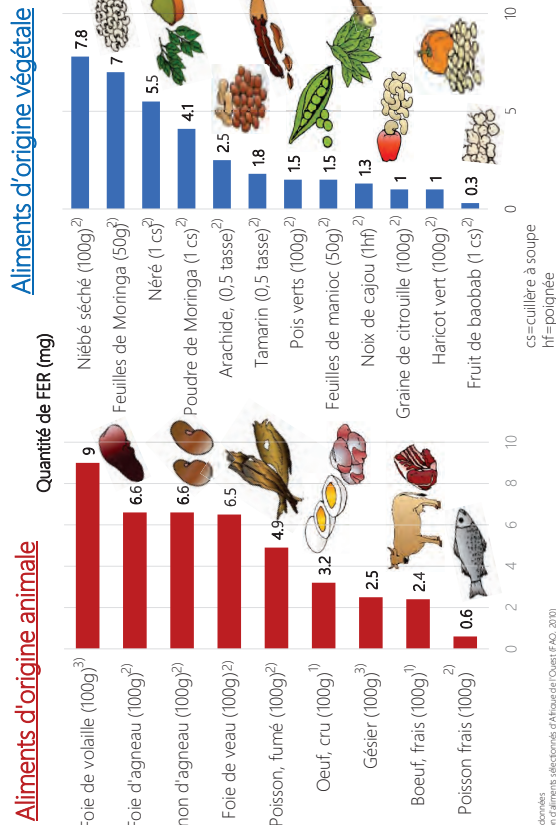 Aliments d'origine animale
Quantité de FER (mg)
Foie de volaille (100g)3) 9
Foie d'agneau (100g)2) 6.6
d'agneau (100g)2) 6.6
Foie de veau (100g)2) 6.5
Poisson, fumé (100g)2) 4.9
Oeuf, cru (100g)1) 3.2
Gésier (100g)3) 2.5
Boeuf, frais (100g)1) 2.4
Poisson frais (100g)2) 0.6
0 2 4 6 8 10
Aliments d'origine végétale
Niébé séché (100g)2) 7.8
Feuilles de Moringa (50g)2) 7
Néré (1 cs)2) 5.5
Poudre de Moringa (1 cs)2) 4.1
Arachide, (0,5 tasse)2) 2.5
Tamarin (0,5 tasse)2) 1.8
Pois verts (100g)2) 1.5
Feuilles de manioc (50g)2) 1.5
Noix de cajou (1hf)2) 1.3
Graine de citrouille (100g)2) 1
Haricot vert (100g)2) 1
Fruit de baobab (1 cs)2) 0.3
0 5 10
cs=cuillère à soupe
hf=poignée
données
d'aliments sélectionnés d'Afrique de l'Ouest (FAO, 2010)